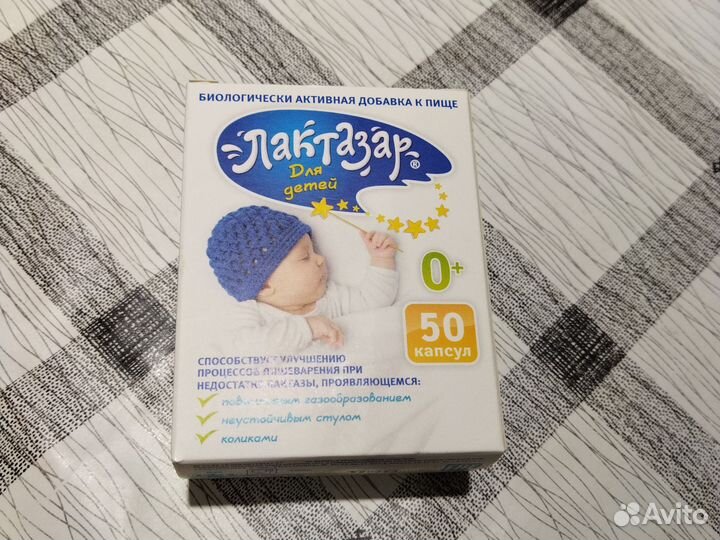 БИОЛОГИЧЕСКИ АКТИВНАЯ ДОБАВКА К ПИЩЕ
Лактазар®
Для
детей
0+
50
капсул
СПОСОБСТВУЕТ УЛУЧШЕНИЮ
ПРОЦЕССОВ ПИЩЕВАРЕНИЯ ПРИ
НЕДОСТАТКЕ ЛАКТАЗЫ, ПРОЯВЛЯЮЩЕМСЯ:
повышенным газообразованием
неустойчивым стулом
коликами
Avito